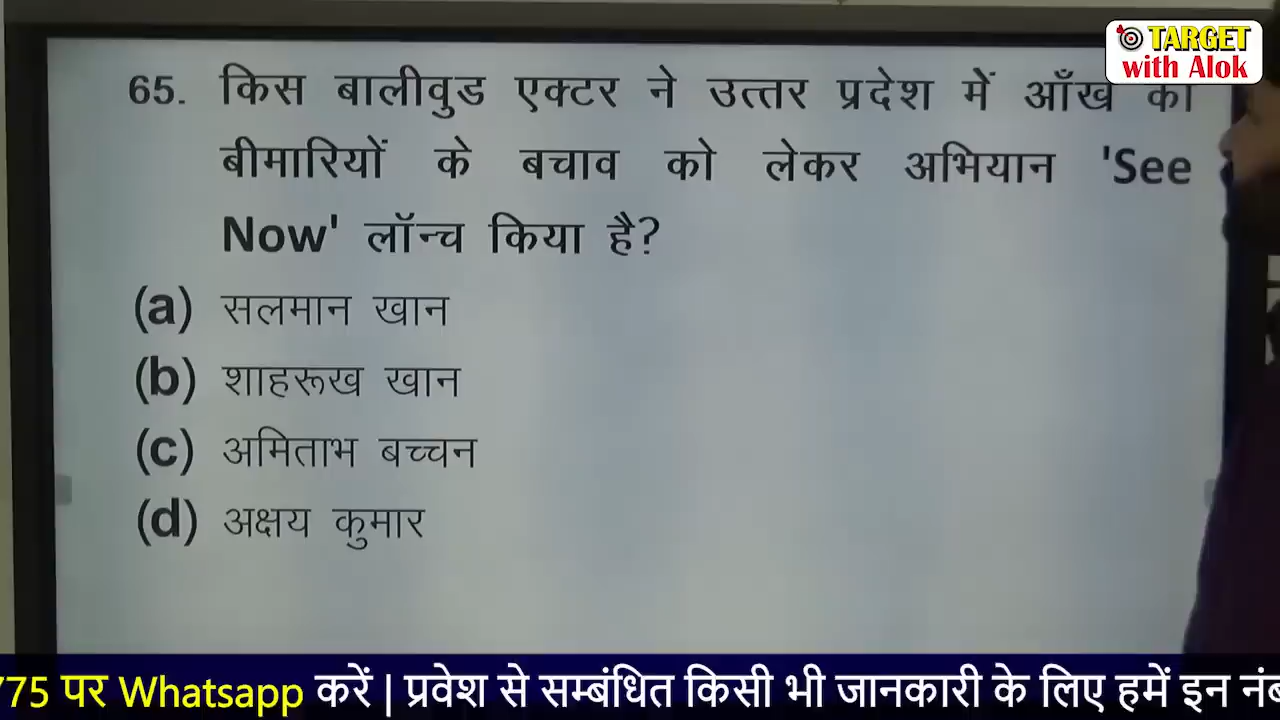 TARGET
with Alok
65. किस बालीवुड एक्टर ने उत्तर प्रदेश में आँख की
बीमारियों के बचाव को लेकर अभियान 'See
Now' लॉन्च किया है?
(a) सलमान खान
(b) शाहरूख खान
(c) अमिताभ बच्चन
(d) अक्षय कुमार
775 पर Whatsapp करें | प्रवेश से सम्बंधित किसी भी जानकारी के लिए हमें इन